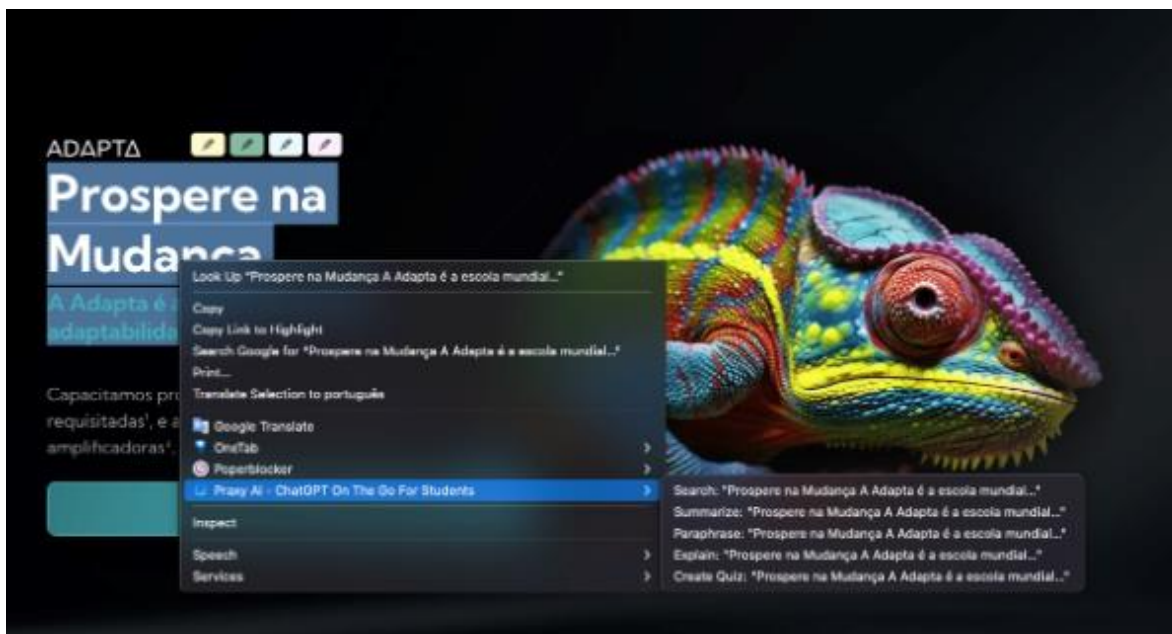 ADAPTΔ
Prospere na
Mudança
A Adapta é a
adaptabilida
Capacitamos pro
requisitadas¹, e a
amplificadoras⁴,
Look Up "Prospere na Mudança A Adapta é a escola mundial..."
Copy
Copy Link to Highlight
Search Google for "Prospere na Mudança A Adapta é a escola mundial..."
Print...
Translate Selection to português
Google Translate
OneTab
Poperblocker
Praxy AI - ChatGPT On The Go For Students
Inspect
Speech
Services
Search: "Prospere na Mudança A Adapta é a escola mundial..."
Summarize: "Prospere na Mudança A Adapta é a escola mundial..."
Paraphrase: "Prospere na Mudança A Adapta é a escola mundial..."
Explain: "Prospere na Mudança A Adapta é a escola mundial..."
Create Quiz: "Prospere na Mudança A Adapta é a escola mundial..."